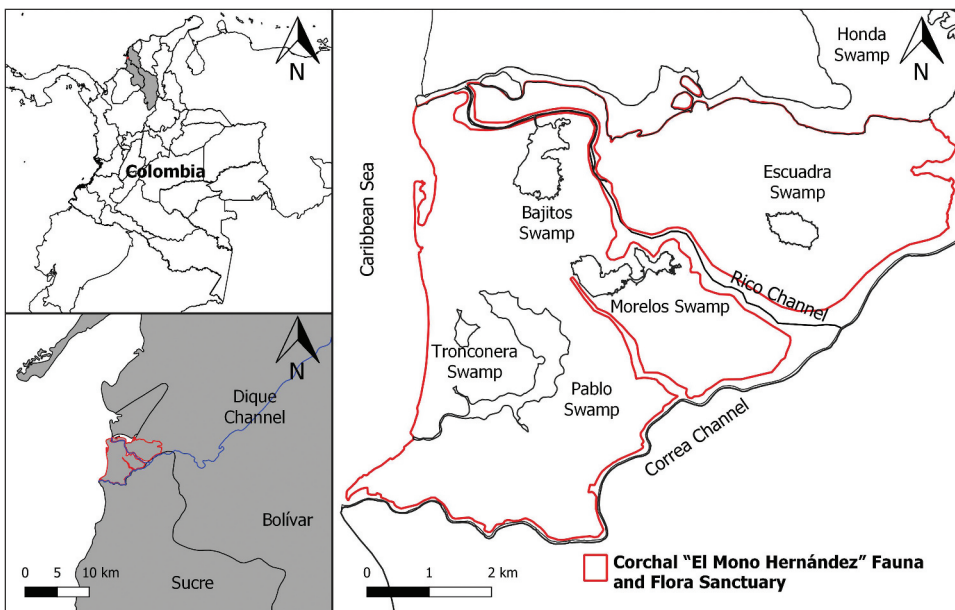 N
Colombia
N
Dique
Channel
Bolívar
Sucre
0 5 10 km
Honda
Swamp
N
Caribbean Sea
Bajitos
Swamp
Escuadra
Swamp
Rico Channel
Morelos Swamp
Tronconera
Swamp
Pablo
Swamp
Correa Channel
0 1 2 km
Corchal “El Mono Hernández” Fauna
and Flora Sanctuary